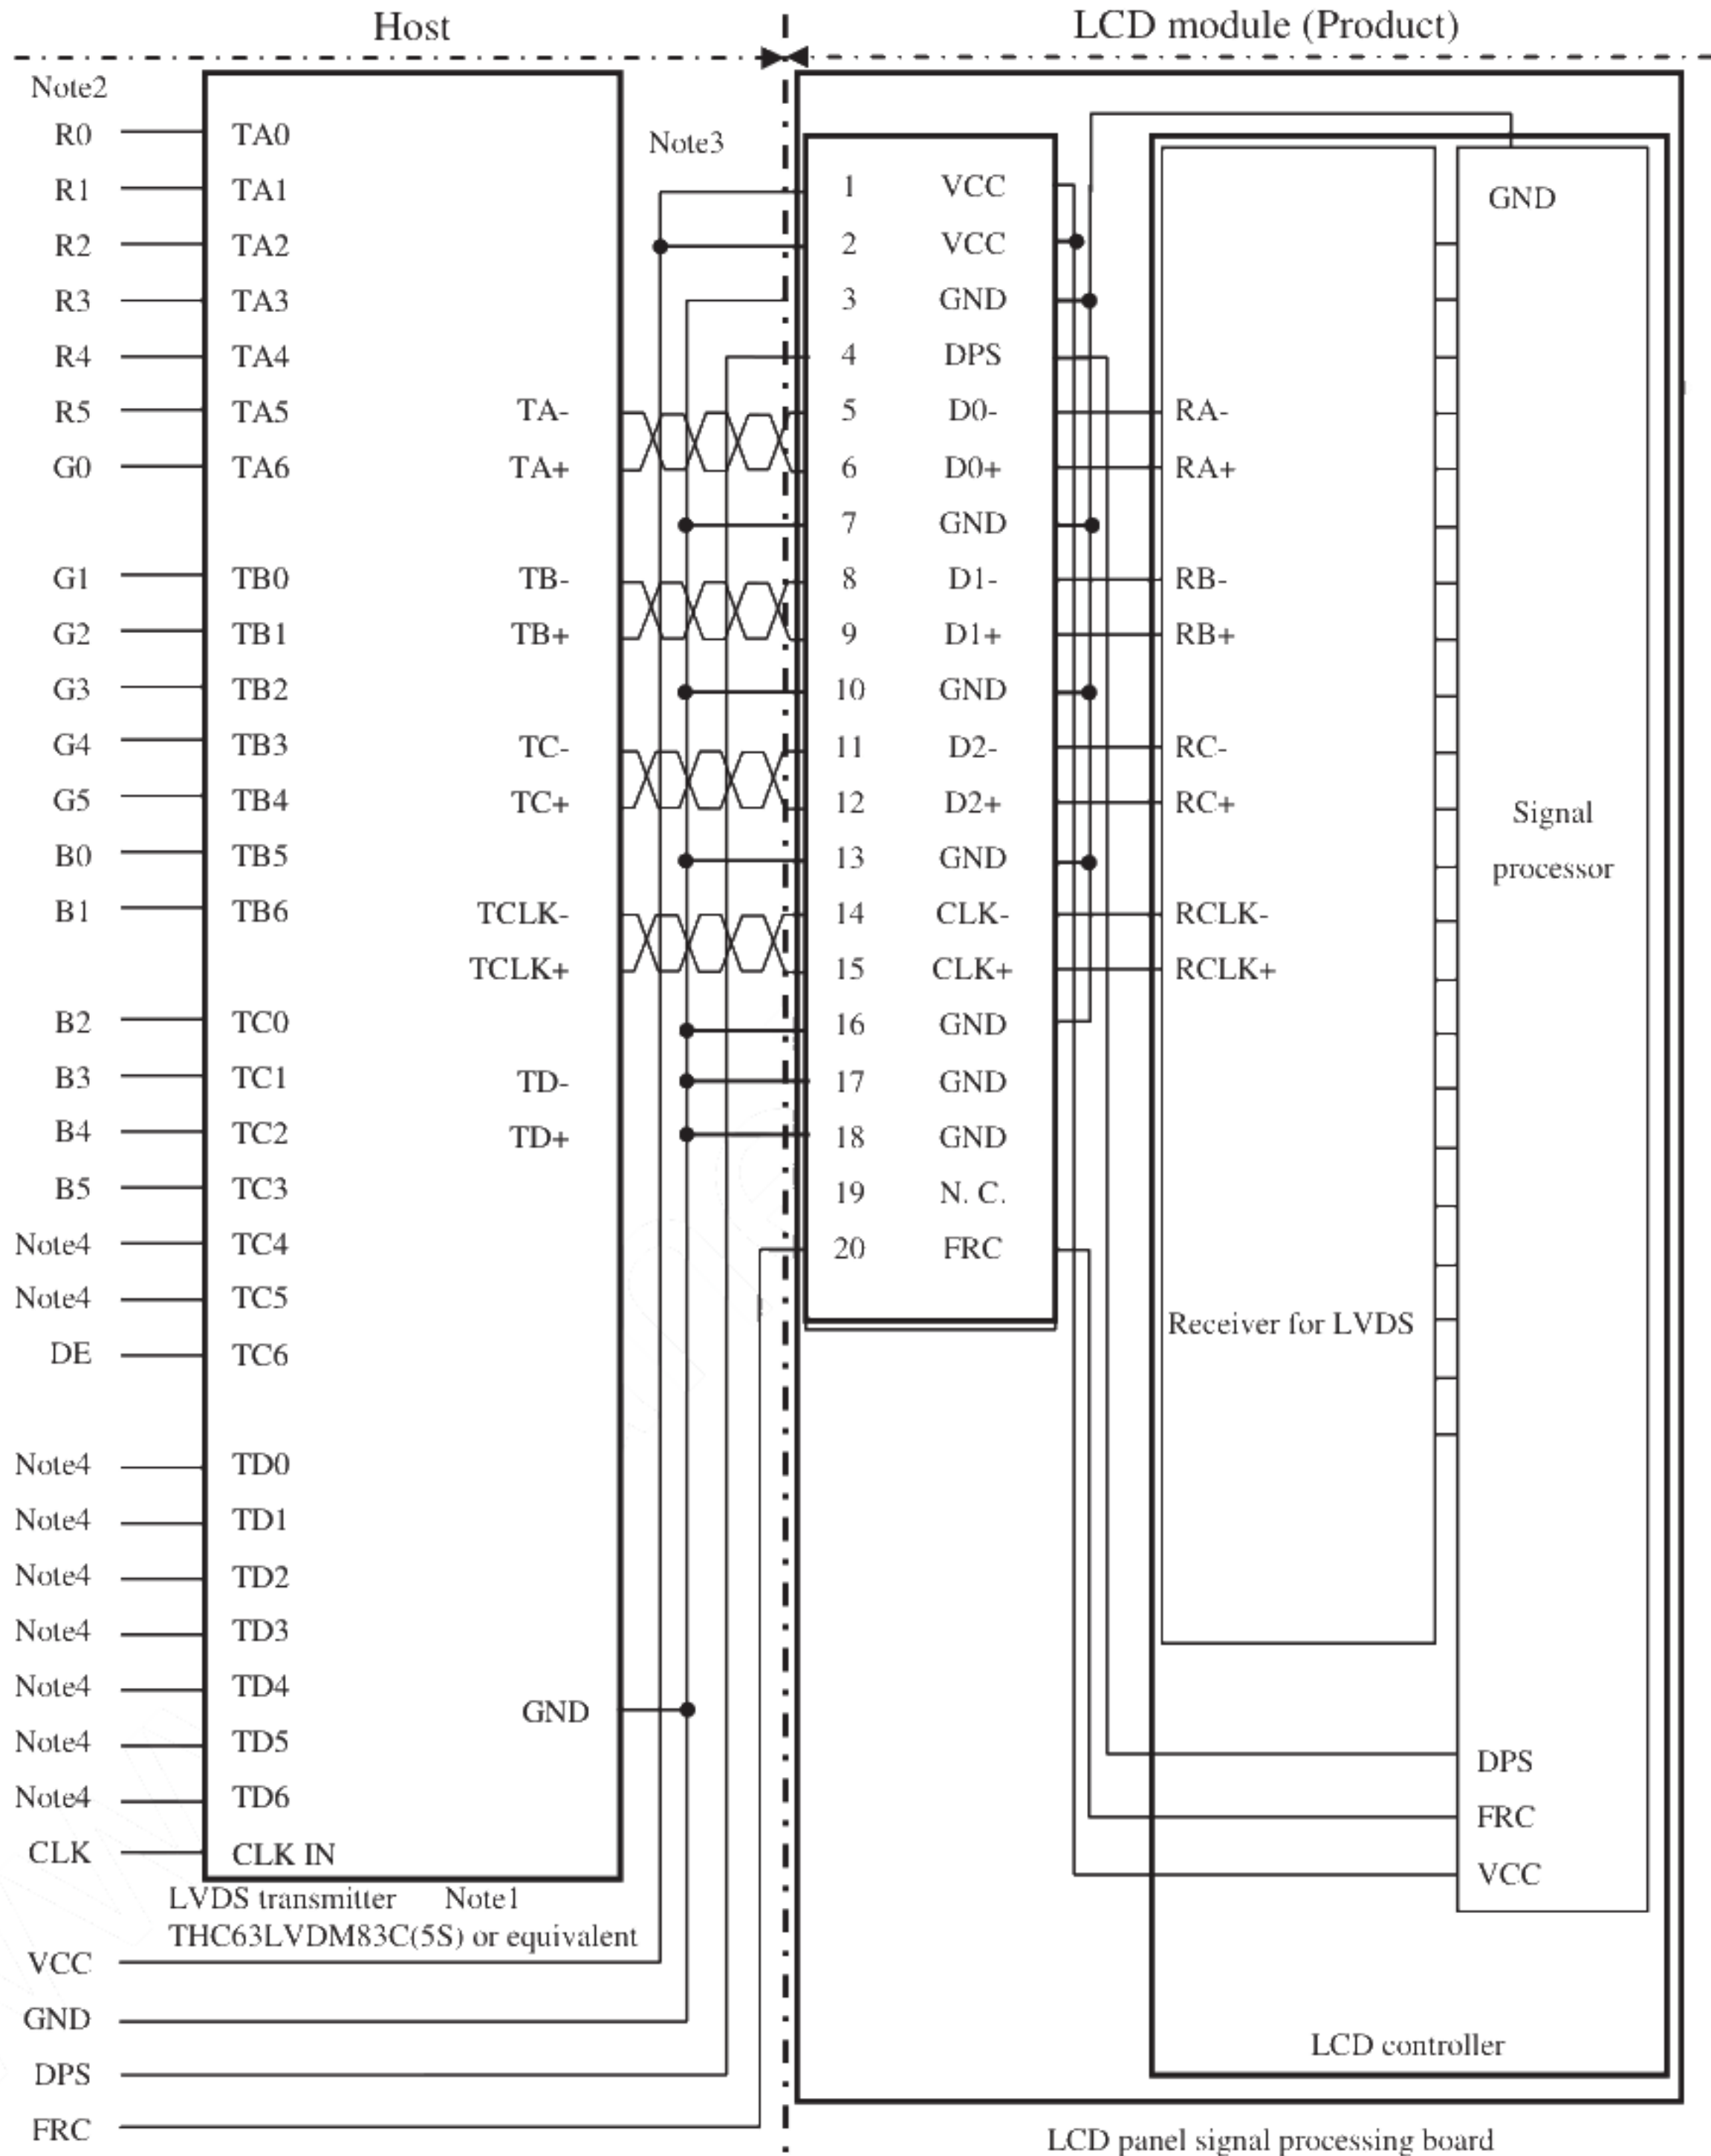 Host
LCD module (Product)
Note2
Note3
R0 TA0
R1 TA1
R2 TA2
R3 TA3
R4 TA4
R5 TA5 TA-
G0 TA6 TA+
G1 TB0 TB-
G2 TB1 TB+
G3 TB2
G4 TB3 TC-
G5 TB4 TC+
B0 TB5
B1 TB6 TCLK-
TCLK+
B2 TC0
B3 TC1 TD-
B4 TC2 TD+
B5 TC3
Note4 TC4
Note4 TC5
DE TC6
Note4 TD0
Note4 TD1
Note4 TD2
Note4 TD3
Note4 TD4
GND
Note4 TD5
Note4 TD6
CLK CLK IN
LVDS transmitter Note1
THC63LVDM83C(5S) or equivalent
VCC
GND
DPS
FRC
1 VCC
2 VCC
3 GND
4 DPS
5 D0- RA-
6 D0+ RA+
7 GND
8 D1- RB-
9 D1+ RB+
10 GND
11 D2- RC-
12 D2+ RC+
13 GND
14 CLK- RCLK-
15 CLK+ RCLK+
16 GND
17 GND
18 GND
19 N. C.
20 FRC
Receiver for LVDS
GND
Signal
processor
DPS
FRC
VCC
LCD controller
LCD panel signal processing board